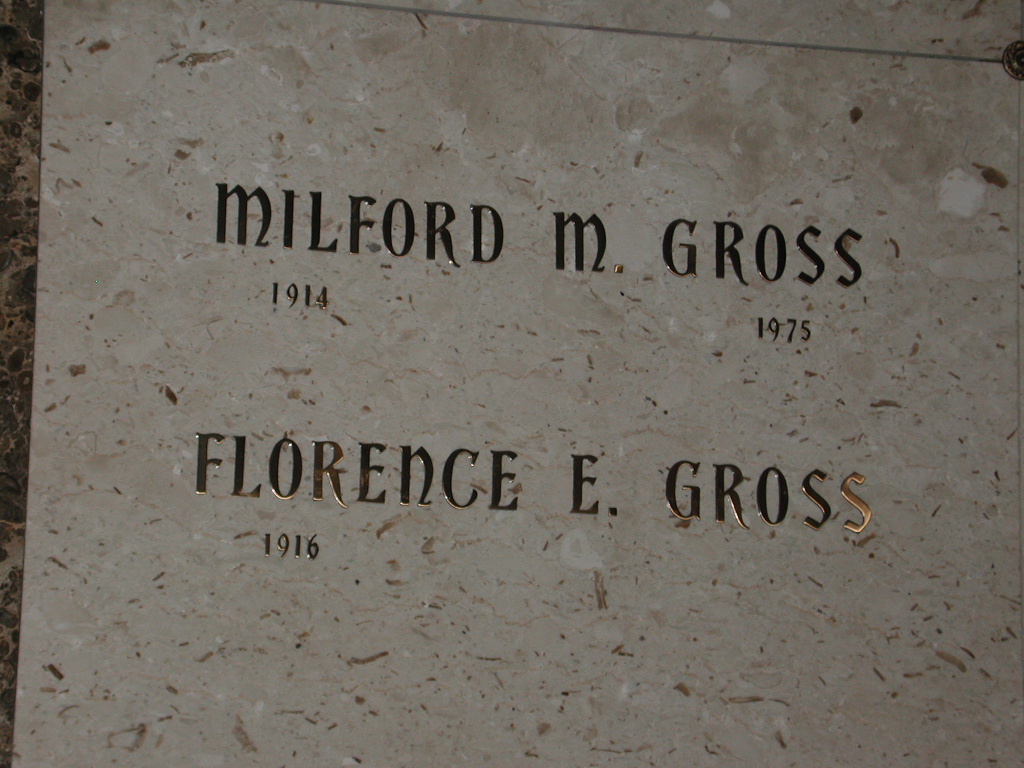 MILFORD M. GROSS
1914 1975
FLORENCE E. GROSS
1916